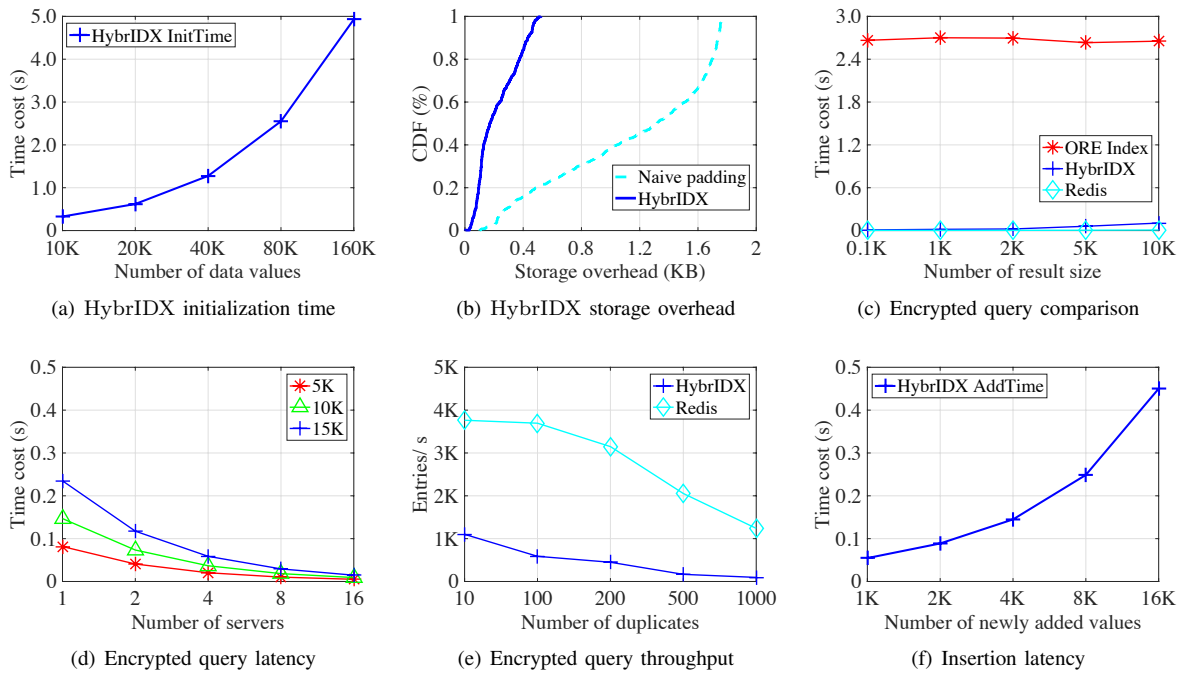 5.0
4.0
3.0
2.0
1.0
0
Time cost (s)
HybrIDX InitTime
10K 20K 40K 80K 160K
Number of data values
(a) HybrIDX initialization time
1
0.8
0.6
0.4
0.2
0
CDF (%)
Naive padding
HybrIDX
0 0.4 0.8 1.2 1.6 2
Storage overhead (KB)
(b) HybrIDX storage overhead
3.0
2.4
1.8
1.2
0.6
0
Time cost (s)
ORE Index
HybrIDX
Redis
0.1K 1K 2K 5K 10K
Number of result size
(c) Encrypted query comparison
0.5
0.4
0.3
0.2
0.1
0
Time cost (s)
5K
10K
15K
1 2 4 8 16
Number of servers
(d) Encrypted query latency
5K
4K
3K
2K
1K
0
Entries/ s
HybrIDX
Redis
10 100 200 500 1000
Number of duplicates
(e) Encrypted query throughput
0.5
0.4
0.3
0.2
0.1
0
Time cost (s)
HybrIDX AddTime
1K 2K 4K 8K 16K
Number of newly added values
(f) Insertion latency